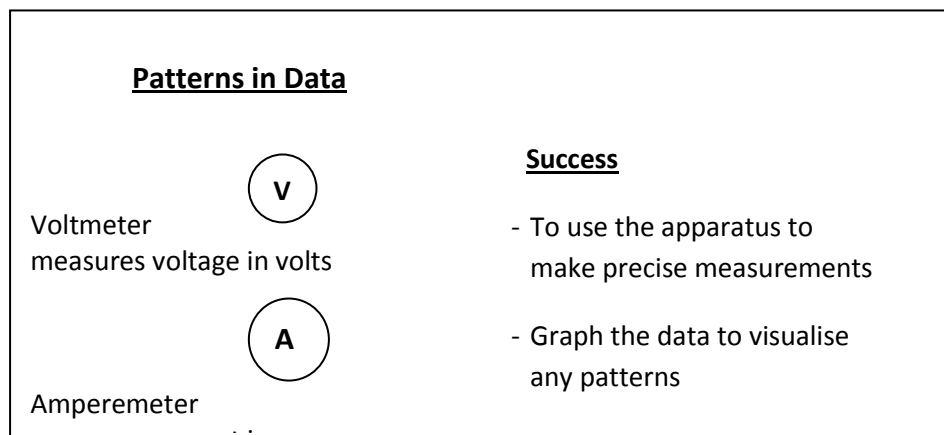 Patterns in Data
V
Voltmeter
measures voltage in volts
A
Amperemeter
Success
- To use the apparatus to
make precise measurements
- Graph the data to visualise
any patterns